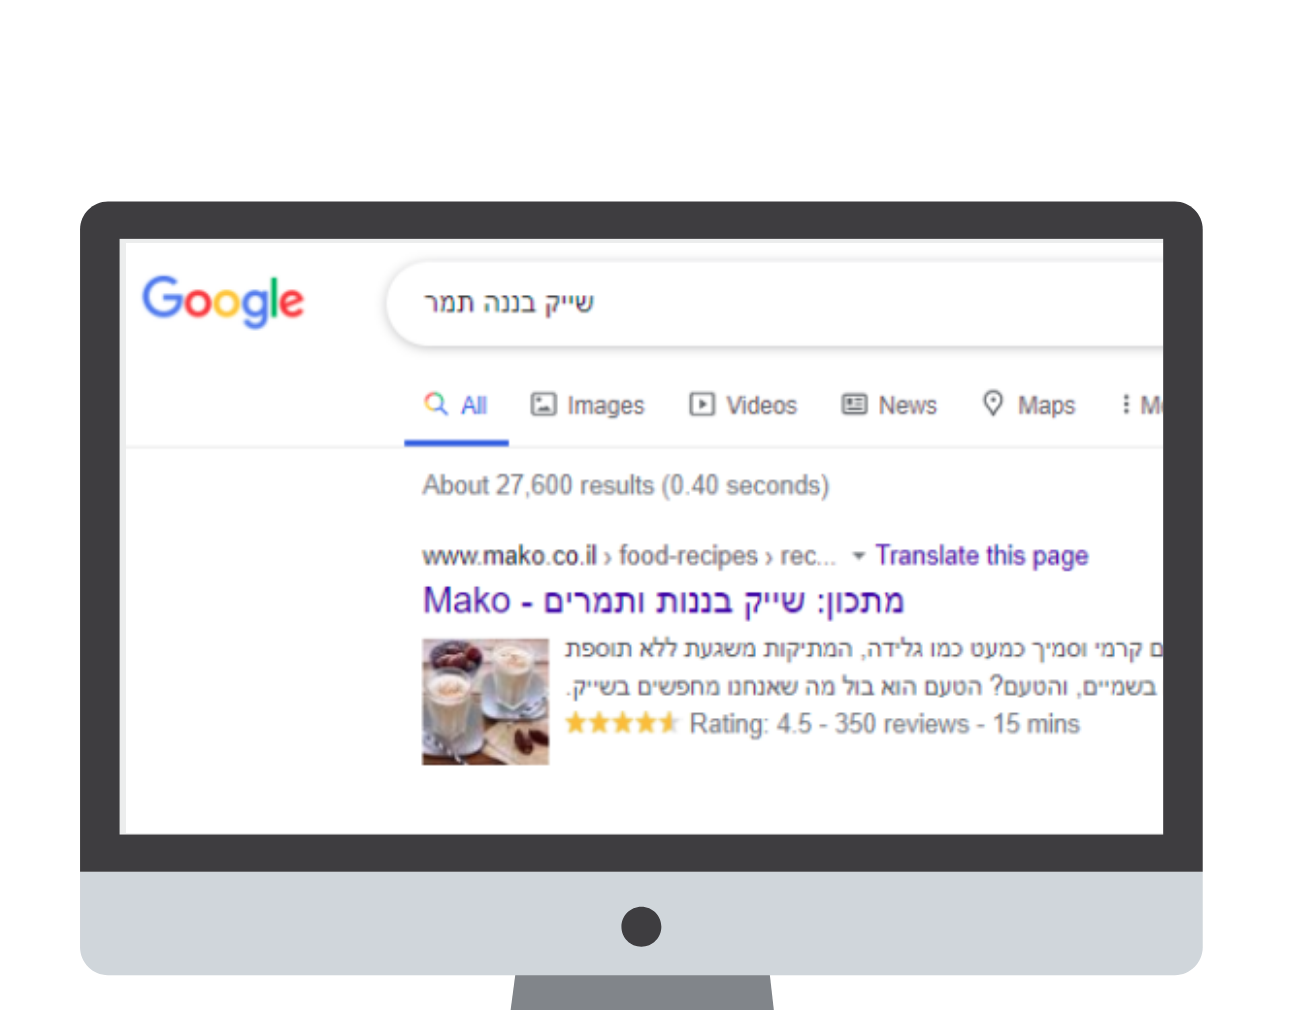 Google
שייק בננה תמר
All Images Videos News Maps
About 27,600 results (0.40 seconds)
www.mako.co.il › food-recipes › rec... Translate this page
מתכון: שייק בננות ותמרים - Mako
קרמי וסמיך כמעט כמו גלידה, המתיקות משגעת ללא תוספת
בשמיים, והטעם? הטעם הוא בול מה שאנחנו מחפשים בשייק.
Rating: 4.5 - 350 reviews - 15 mins